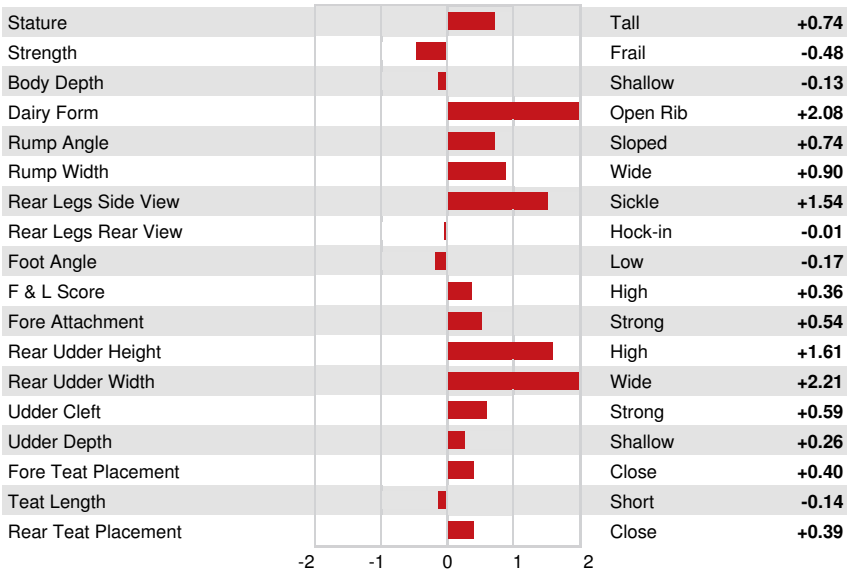 Stature Tall +0.74
Strength Frail -0.48
Body Depth Shallow -0.13
Dairy Form Open Rib +2.08
Rump Angle Sloped +0.74
Rump Width Wide +0.90
Rear Legs Side View Sickle +1.54
Rear Legs Rear View Hock-in -0.01
Foot Angle Low -0.17
F & L Score High +0.36
Fore Attachment Strong +0.54
Rear Udder Height High +1.61
Rear Udder Width Wide +2.21
Udder Cleft Strong +0.59
Udder Depth Shallow +0.26
Fore Teat Placement Close +0.40
Teat Length Short -0.14
Rear Teat Placement Close +0.39
-2 -1 0 1 2